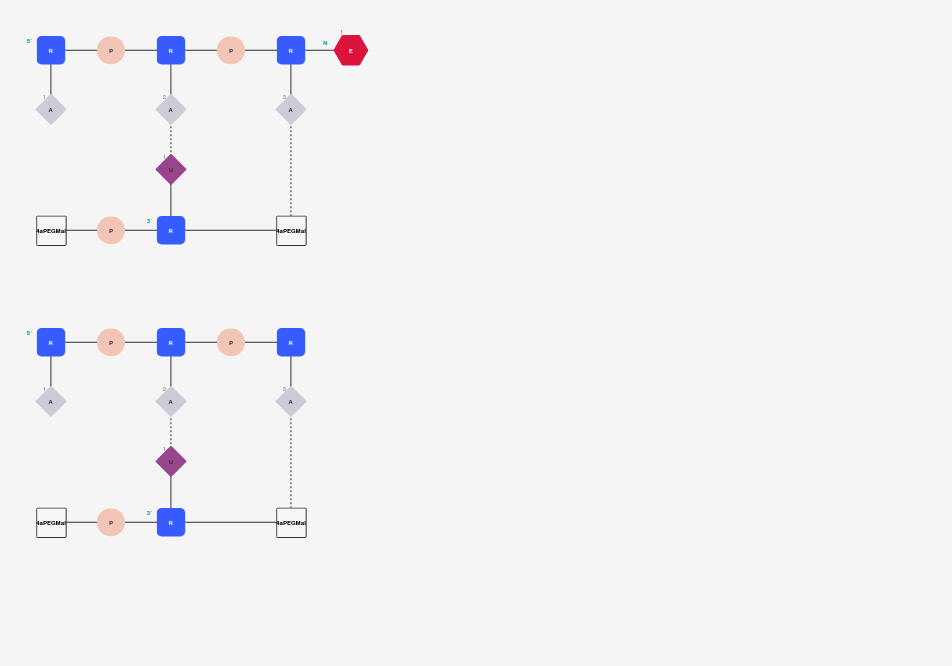 1
5' R P R P R N E
1 2 3
A A A
1
U
3'
4aPEGMal P R 4aPEGMal
5' R P R P R
1 2 3
A A A
1
U
3'
4aPEGMal P R 4aPEGMal